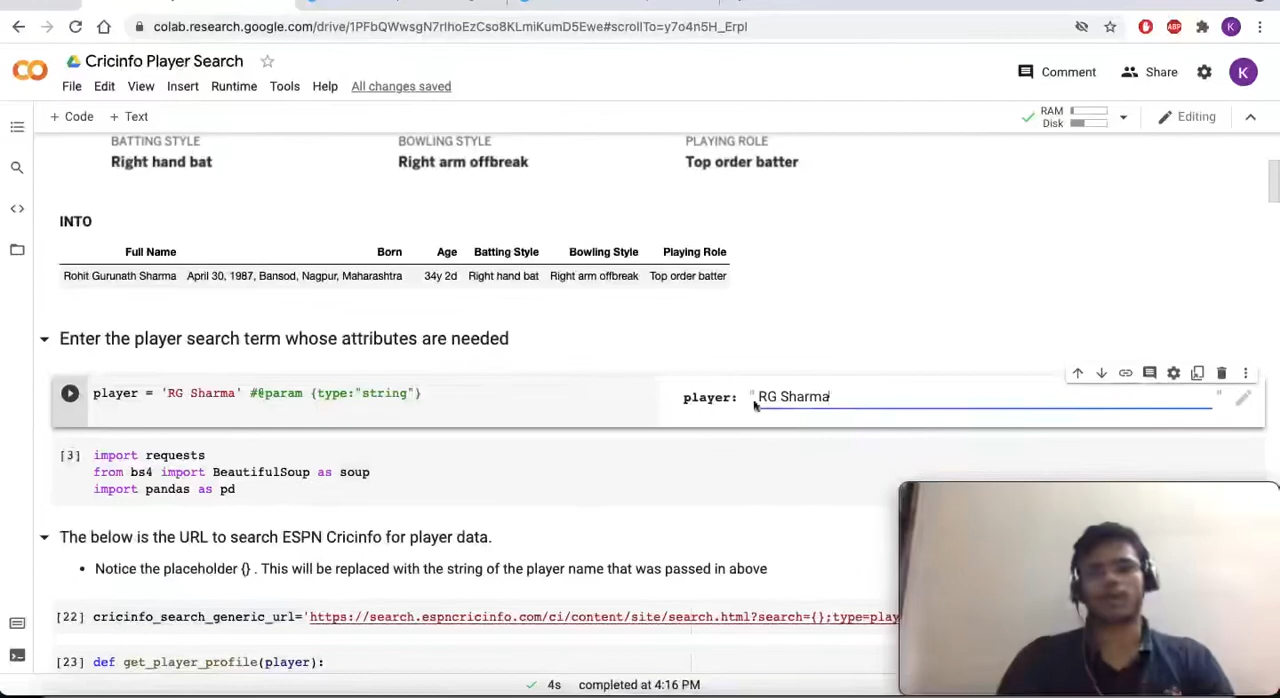 colab.research.google.com/drive/1PFbQWwsgN7rIhoEzCso8KLmiKumD5Ewe#scrollTo=y7o4n5H_ErpI
ABP
K
Cricinfo Player Search
Comment
Share
K
File Edit View Insert Runtime Tools Help All changes saved
+ Code + Text
RAM
Disk
Editing
BATTING STYLE BOWLING STYLE PLAYING ROLE
Right hand bat Right arm offbreak Top order batter
INTO
Full Name Born Age Batting Style Bowling Style Playing Role
Rohit Gurunath Sharma April 30, 1987, Bansod, Nagpur, Maharashtra 34y 2d Right hand bat Right arm offbreak Top order batter
Enter the player search term whose attributes are needed
player = 'RG Sharma' #@param {type:"string"}
player: "RG Sharma"
[3] import requests
from bs4 import BeautifulSoup as soup
import pandas as pd
The below is the URL to search ESPN Cricinfo for player data.
• Notice the placeholder {} . This will be replaced with the string of the player name that was passed in above
[22] cricinfo_search_generic_url='https://search.espncricinfo.com/ci/content/site/search.html?search={};type=play
[23] def get_player_profile(player):
4s completed at 4:16 PM